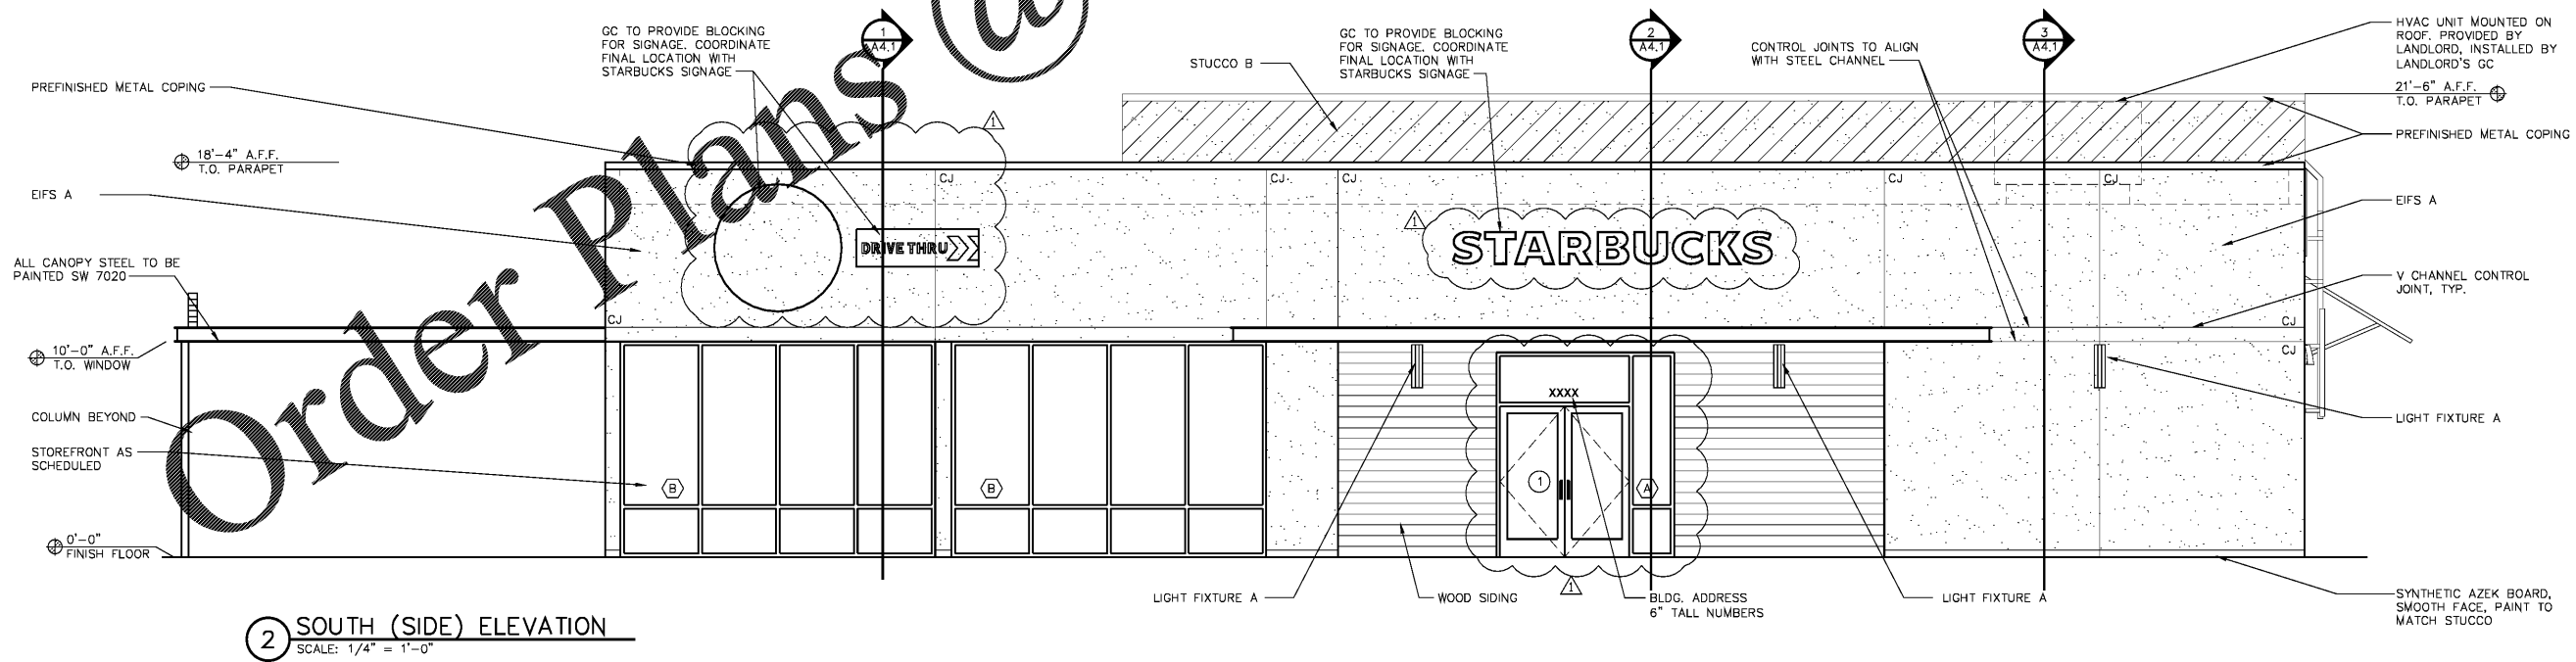 Order Plans @
GC TO PROVIDE BLOCKING
FOR SIGNAGE. COORDINATE
FINAL LOCATION WITH
STARBUCKS SIGNAGE
1
A4.1
GC TO PROVIDE BLOCKING
FOR SIGNAGE. COORDINATE
FINAL LOCATION WITH
STARBUCKS SIGNAGE
2
A4.1
CONTROL JOINTS TO ALIGN
WITH STEEL CHANNEL
3
A4.1
HVAC UNIT MOUNTED ON
ROOF. PROVIDED BY
LANDLORD, INSTALLED BY
LANDLORD'S GC
STUCCO B
PREFINISHED METAL COPING
21'-6" A.F.F.
T.O. PARAPET
1
PREFINISHED METAL COPING
18'-4" A.F.F.
T.O. PARAPET
CJ
CJ
CJ
CJ
CJ
EIFS A
EIFS A
1
DRIVE THRU
STARBUCKS
ALL CANOPY STEEL TO BE
PAINTED SW 7020
V CHANNEL CONTROL
JOINT, TYP.
CJ
CJ
CJ
10'-0" A.F.F.
T.O. WINDOW
XXXX
COLUMN BEYOND
LIGHT FIXTURE A
STOREFRONT AS
SCHEDULED
B
B
1
A
0'-0"
FINISH FLOOR
1
LIGHT FIXTURE A
WOOD SIDING
BLDG. ADDRESS
6" TALL NUMBERS
LIGHT FIXTURE A
SYNTHETIC AZEK BOARD,
SMOOTH FACE, PAINT TO
MATCH STUCCO
2
SOUTH (SIDE) ELEVATION
SCALE: 1/4" = 1'-0"